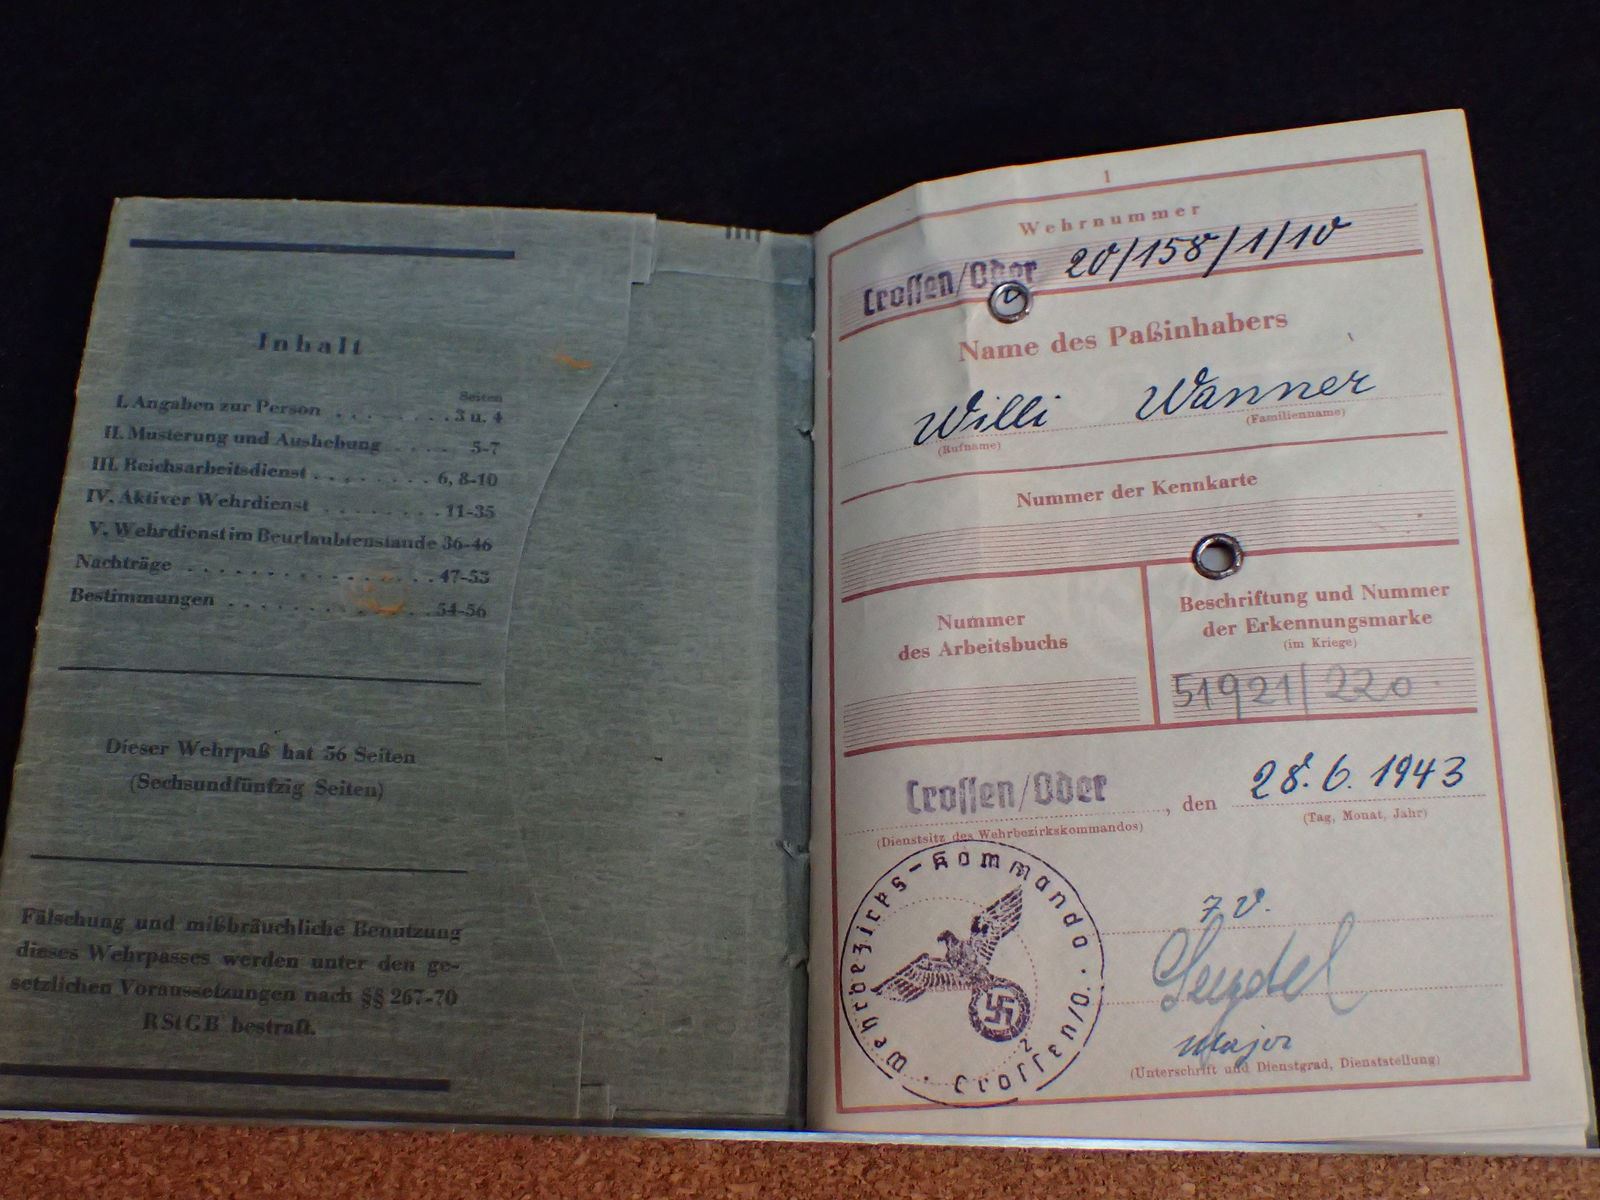 Inhalt
Seiten
I. Angaben zur Person . . . . . . . . 3 u. 4
II. Musterung und Aushebung . . . . 5-7
III. Reichsarbeitsdienst . . . . . . . . 6, 8-10
IV. Aktiver Wehrdienst . . . . . . . . 11-35
V. Wehrdienst im Beurlaubtenstande 36-46
Nachträge . . . . . . . . . . . . . . . 47-53
Bestimmungen . . . . . . . . . . . . 54-56
Dieser Wehrpaß hat 56 Seiten
(Sechsundfünfzig Seiten)
Fälschung und mißbräuchliche Benutzung
dieses Wehrpasses werden unter den ge-
setzlichen Voraussetzungen nach §§ 267-70
RStGB bestraft.
1
Wehrnummer
Crossen/Oder 20/158/1/10
Name des Paßinhabers
Willi Wanner
(Rufname) (Familienname)
Nummer der Kennkarte
Nummer
des Arbeitsbuchs
Beschriftung und Nummer
der Erkennungsmarke
(im Kriege)
51921/220
Crossen/Oder, den 28.6.1943
(Dienstsitz des Wehrbezirkskommandos) (Tag, Monat, Jahr)
Wehrbezirks-Kommando
Crossen/O.
2
Major
(Unterschrift und Dienstgrad, Dienststellung)